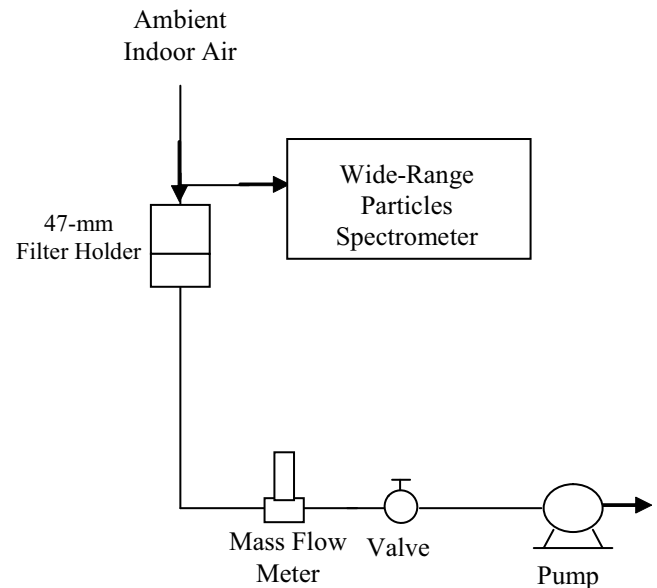 Ambient
Indoor Air
Wide-Range
Particles
Spectrometer
47-mm
Filter Holder
Mass Flow
Meter
Valve
Pump